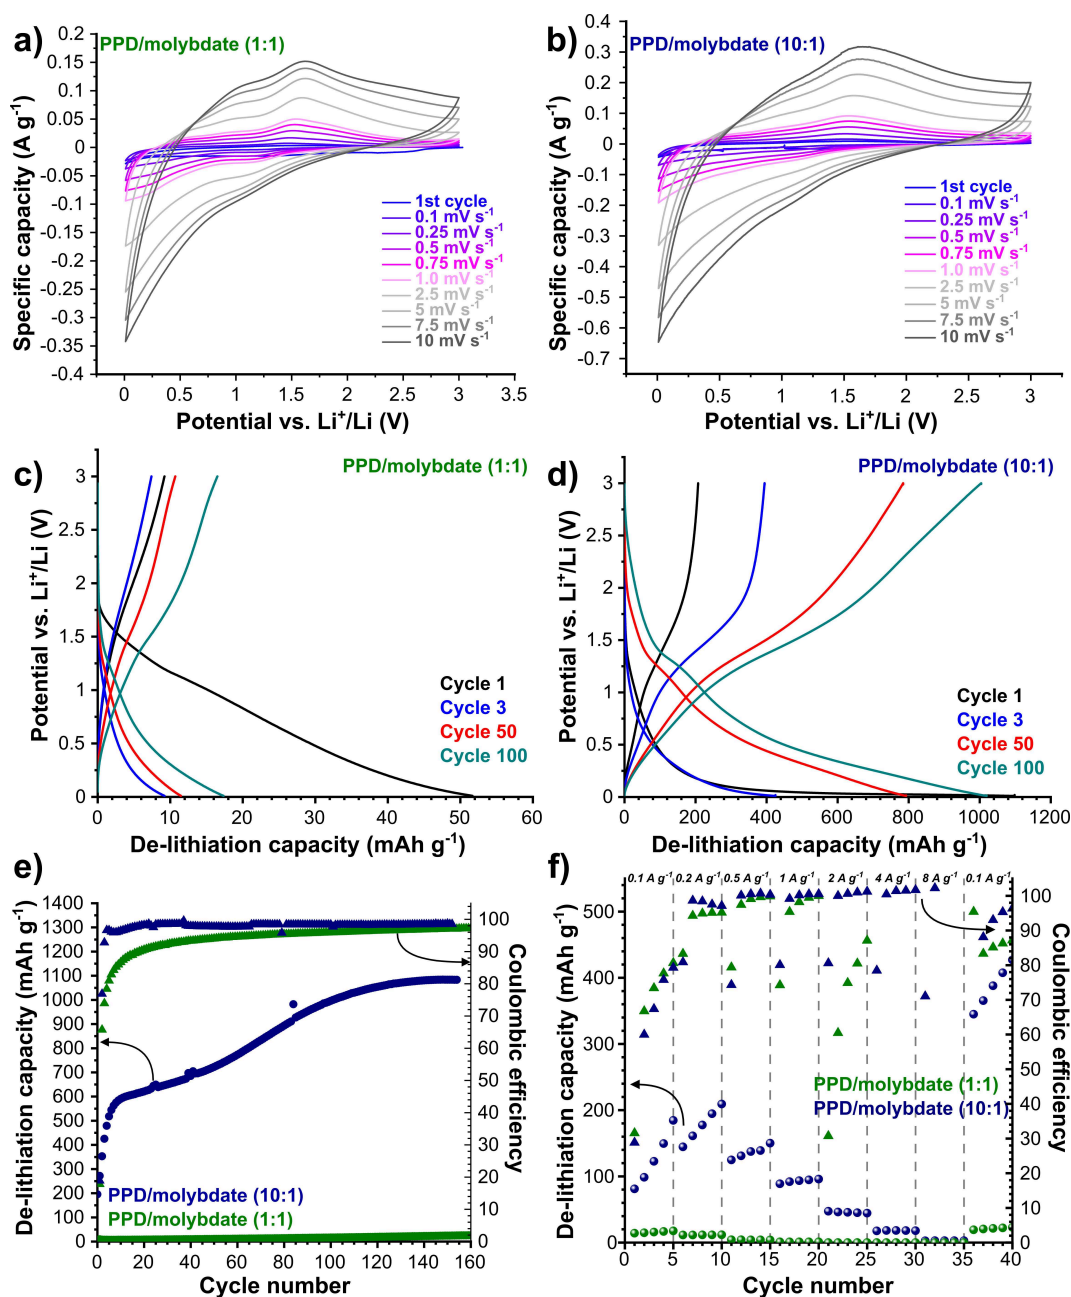 a)
PPD/molybdate (1:1)
0.2
0.15
0.1
0.05
0
-0.05
-0.1
-0.15
-0.2
-0.25
-0.3
-0.35
-0.4
Specific capacity (A g⁻¹)
1st cycle
0.1 mV s⁻¹
0.25 mV s⁻¹
0.5 mV s⁻¹
0.75 mV s⁻¹
1.0 mV s⁻¹
2.5 mV s⁻¹
5 mV s⁻¹
7.5 mV s⁻¹
10 mV s⁻¹
0 0.5 1 1.5 2 2.5 3 3.5
Potential vs. Li⁺/Li (V)
b)
PPD/molybdate (10:1)
0.4
0.3
0.2
0.1
0
-0.1
-0.2
-0.3
-0.4
-0.5
-0.6
-0.7
Specific capacity (A g⁻¹)
1st cycle
0.1 mV s⁻¹
0.25 mV s⁻¹
0.5 mV s⁻¹
0.75 mV s⁻¹
1.0 mV s⁻¹
2.5 mV s⁻¹
5 mV s⁻¹
7.5 mV s⁻¹
10 mV s⁻¹
0 0.5 1 1.5 2 2.5 3
Potential vs. Li⁺/Li (V)
c)
PPD/molybdate (1:1)
3
2.5
2
1.5
1
0.5
0
Potential vs. Li⁺/Li (V)
Cycle 1
Cycle 3
Cycle 50
Cycle 100
0 10 20 30 40 50 60
De-lithiation capacity (mAh g⁻¹)
d)
PPD/molybdate (10:1)
3
2.5
2
1.5
1
0.5
0
Potential vs. Li⁺/Li (V)
Cycle 1
Cycle 3
Cycle 50
Cycle 100
0 200 400 600 800 1000 1200
De-lithiation capacity (mAh g⁻¹)
e)
1400
1300
1200
1100
1000
900
800
700
600
500
400
300
200
100
0
De-lithiation capacity (mAh g⁻¹)
PPD/molybdate (10:1)
PPD/molybdate (1:1)
100
90
80
70
60
50
40
30
20
10
0
Coulombic efficiency
0 20 40 60 80 100 120 140 160
Cycle number
f)
0.1 A g⁻¹ 0.2 A g⁻¹ 0.5 A g⁻¹ 1 A g⁻¹ 2 A g⁻¹ 4 A g⁻¹ 8 A g⁻¹ 0.1 A g⁻¹
500
400
300
200
100
0
De-lithiation capacity (mAh g⁻¹)
PPD/molybdate (1:1)
PPD/molybdate (10:1)
100
90
80
70
60
50
40
30
20
10
0
Coulombic efficiency
0 5 10 15 20 25 30 35 40
Cycle number